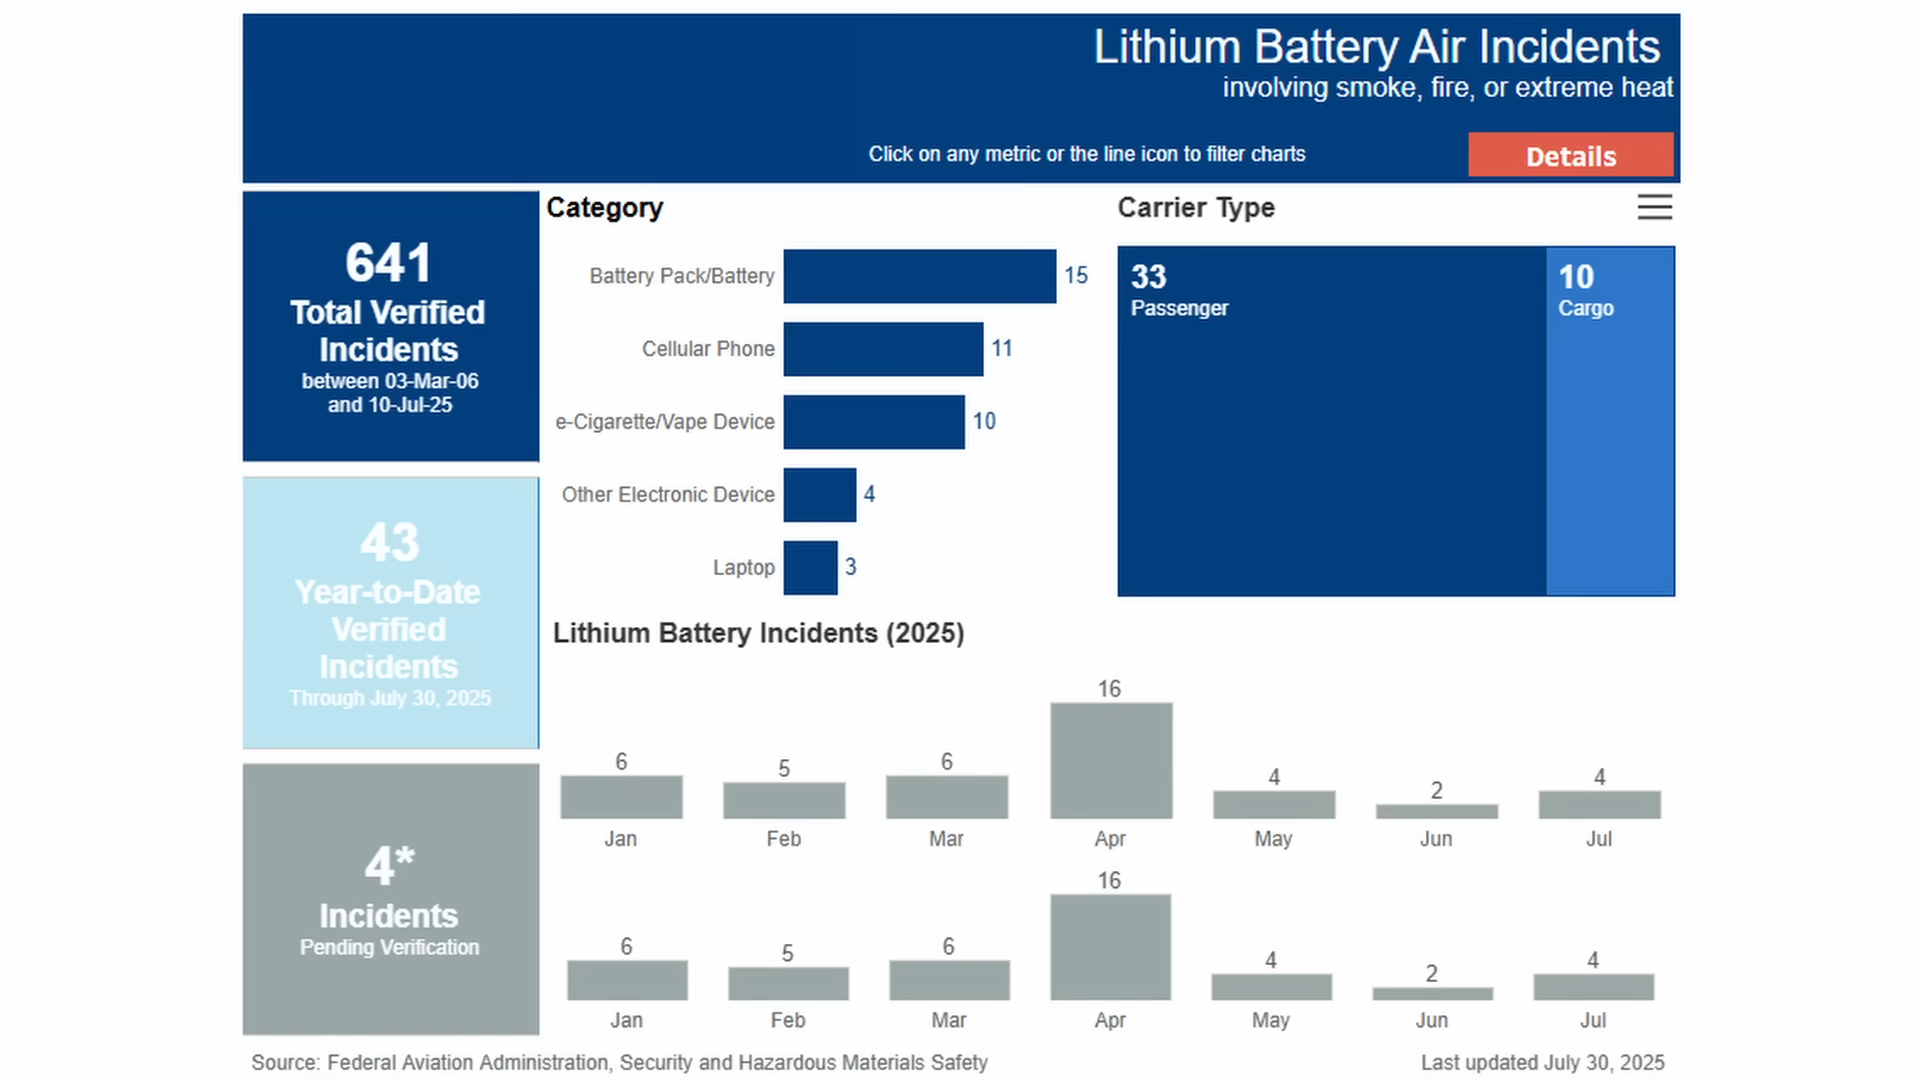 Lithium Battery Air Incidents
involving smoke, fire, or extreme heat
Click on any metric or the line icon to filter charts
Details
641
Total Verified
Incidents
between 03-Mar-06
and 10-Jul-25
43
Year-to-Date
Verified
Incidents
Through July 30, 2025
4*
Incidents
Pending Verification
Category
Battery Pack/Battery 15
Cellular Phone 11
e-Cigarette/Vape Device 10
Other Electronic Device 4
Laptop 3
Carrier Type
33
Passenger
10
Cargo
Lithium Battery Incidents (2025)
6 5 6 16 4 2 4
Jan Feb Mar Apr May Jun Jul
6 5 6 16 4 2 4
Jan Feb Mar Apr May Jun Jul
Source: Federal Aviation Administration, Security and Hazardous Materials Safety
Last updated July 30, 2025